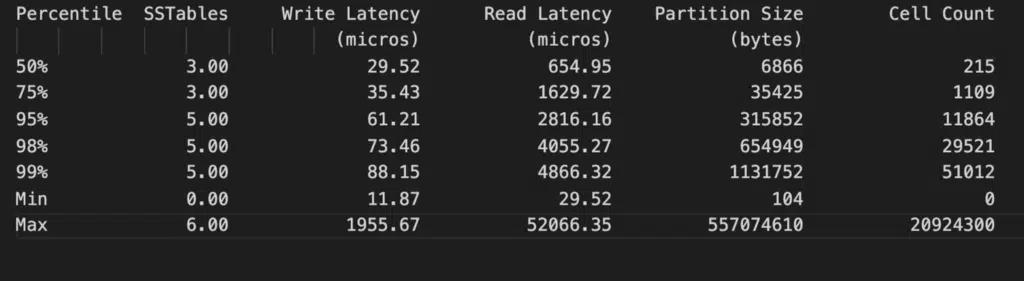 Percentile SSTables Write Latency Read Latency Partition Size Cell Count
(micros) (micros) (bytes)
50% 3.00 29.52 654.95 6866 215
75% 3.00 35.43 1629.72 35425 1109
95% 5.00 61.21 2816.16 315852 11864
98% 5.00 73.46 4055.27 654949 29521
99% 5.00 88.15 4866.32 1131752 51012
Min 0.00 11.87 29.52 104 0
Max 6.00 1955.67 52066.35 557074610 20924300